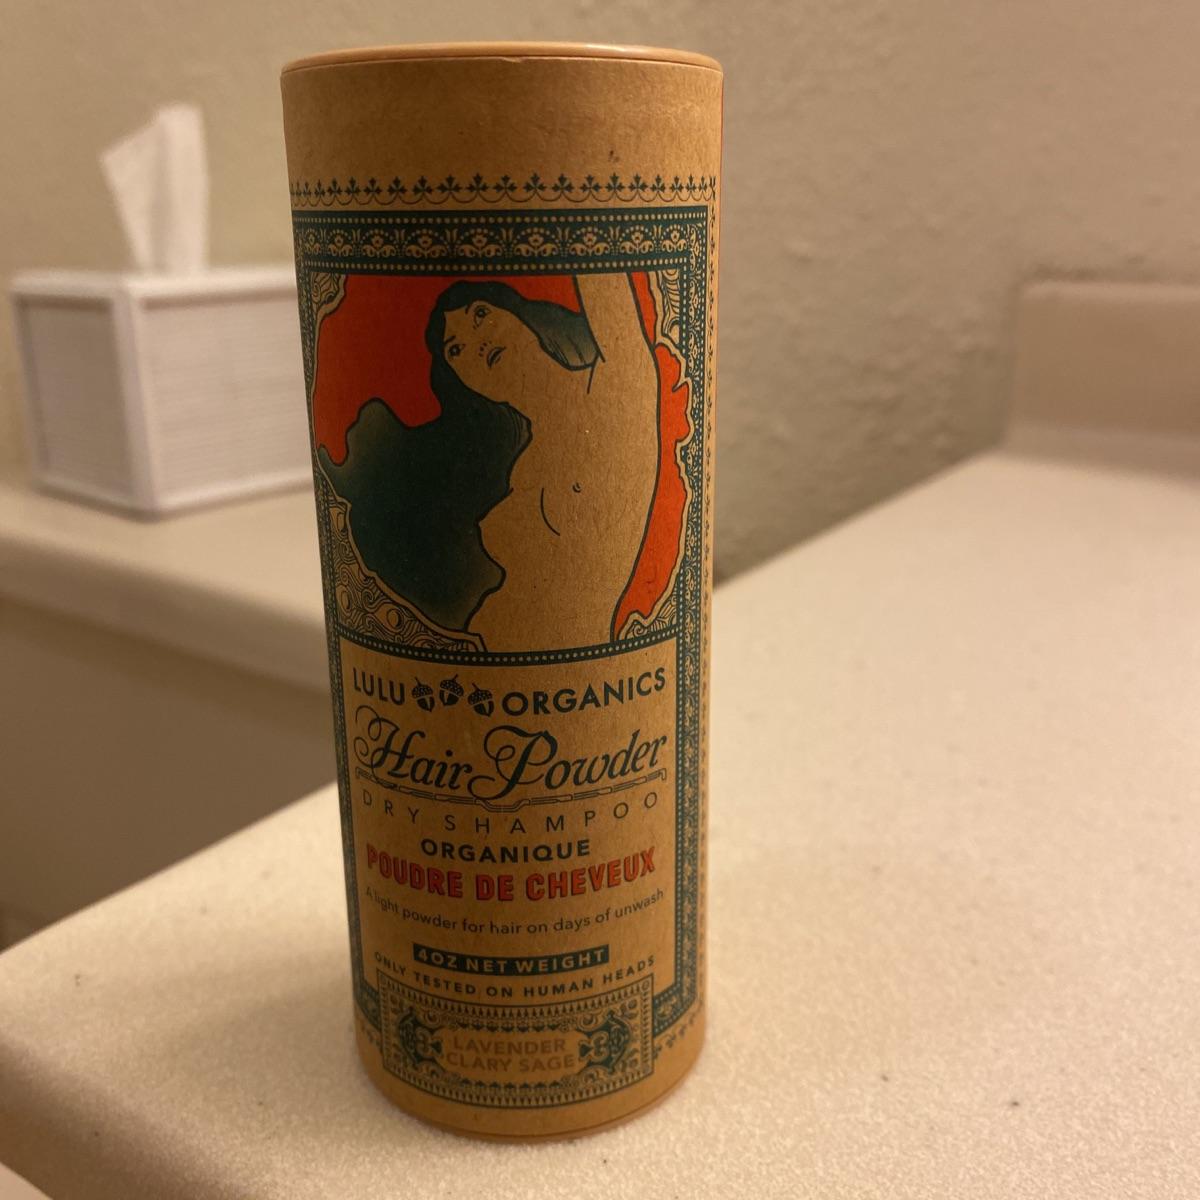 LULU ORGANICS
Hair Powder
DRY SHAMPOO
ORGANIQUE
POUDRE DE CHEVEUX
A light powder for hair on days of unwash
4OZ NET WEIGHT
ONLY TESTED ON HUMAN HEADS
LAVENDER
CLARY SAGE